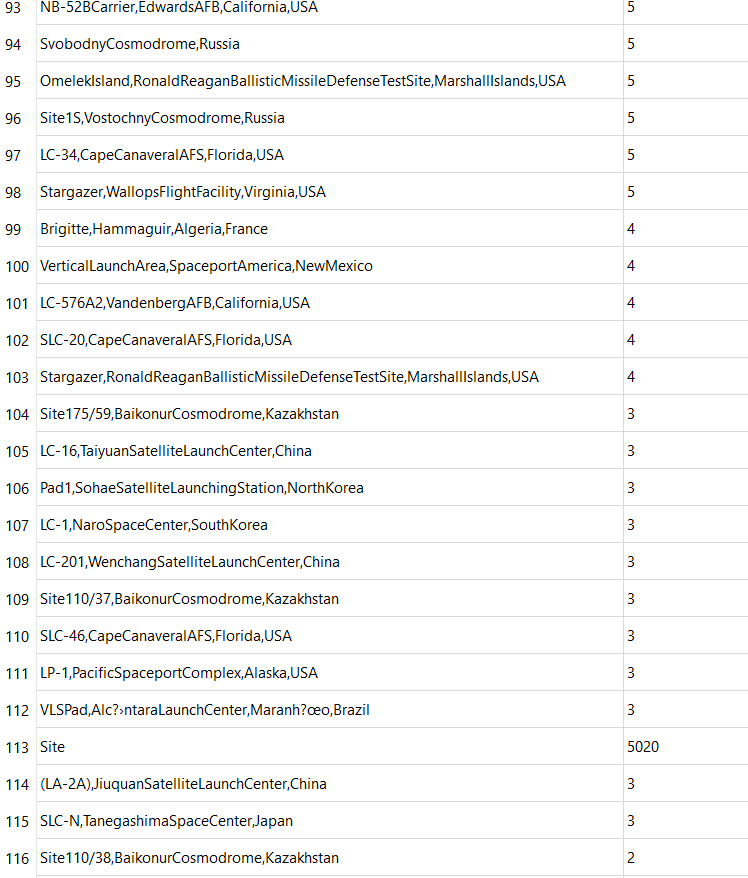 93 NB-52BCarrier,EdwardsAFB,California,USA 5
94 SvobodnyCosmodrome,Russia 5
95 OmelekIsland,RonaldReaganBallisticMissileDefenseTestSite,MarshallIslands,USA 5
96 Site1S,VostochnyCosmodrome,Russia 5
97 LC-34,CapeCanaveralAFS,Florida,USA 5
98 Stargazer,WallopsFlightFacility,Virginia,USA 5
99 Brigitte,Hammaguir,Algeria,France 4
100 VerticalLaunchArea,SpaceportAmerica,NewMexico 4
101 LC-576A2,VandenbergAFB,California,USA 4
102 SLC-20,CapeCanaveralAFS,Florida,USA 4
103 Stargazer,RonaldReaganBallisticMissileDefenseTestSite,MarshallIslands,USA 4
104 Site175/59,BaikonurCosmodrome,Kazakhstan 3
105 LC-16,TaiyuanSatelliteLaunchCenter,China 3
106 Pad1,SohaeSatelliteLaunchingStation,NorthKorea 3
107 LC-1,NaroSpaceCenter,SouthKorea 3
108 LC-201,WenchangSatelliteLaunchCenter,China 3
109 Site110/37,BaikonurCosmodrome,Kazakhstan 3
110 SLC-46,CapeCanaveralAFS,Florida,USA 3
111 LP-1,PacificSpaceportComplex,Alaska,USA 3
112 VLSPad,Alc?›ntaraLaunchCenter,Maranh?œo,Brazil 3
113 Site 5020
114 (LA-2A),JiuquanSatelliteLaunchCenter,China 3
115 SLC-N,TanegashimaSpaceCenter,Japan 3
116 Site110/38,BaikonurCosmodrome,Kazakhstan 2